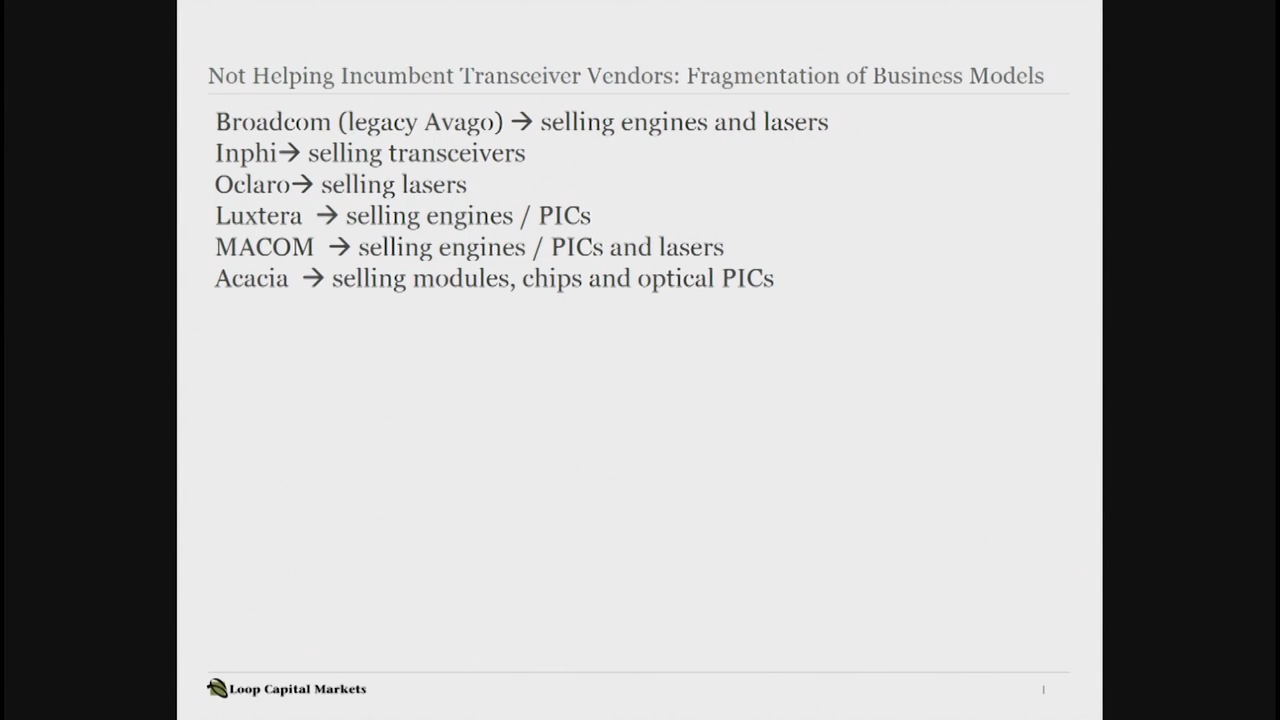 Not Helping Incumbent Transceiver Vendors: Fragmentation of Business Models
Broadcom (legacy Avago) → selling engines and lasers
Inphi→ selling transceivers
Oclaro→ selling lasers
Luxtera → selling engines / PICs
MACOM → selling engines / PICs and lasers
Acacia → selling modules, chips and optical PICs
Loop Capital Markets